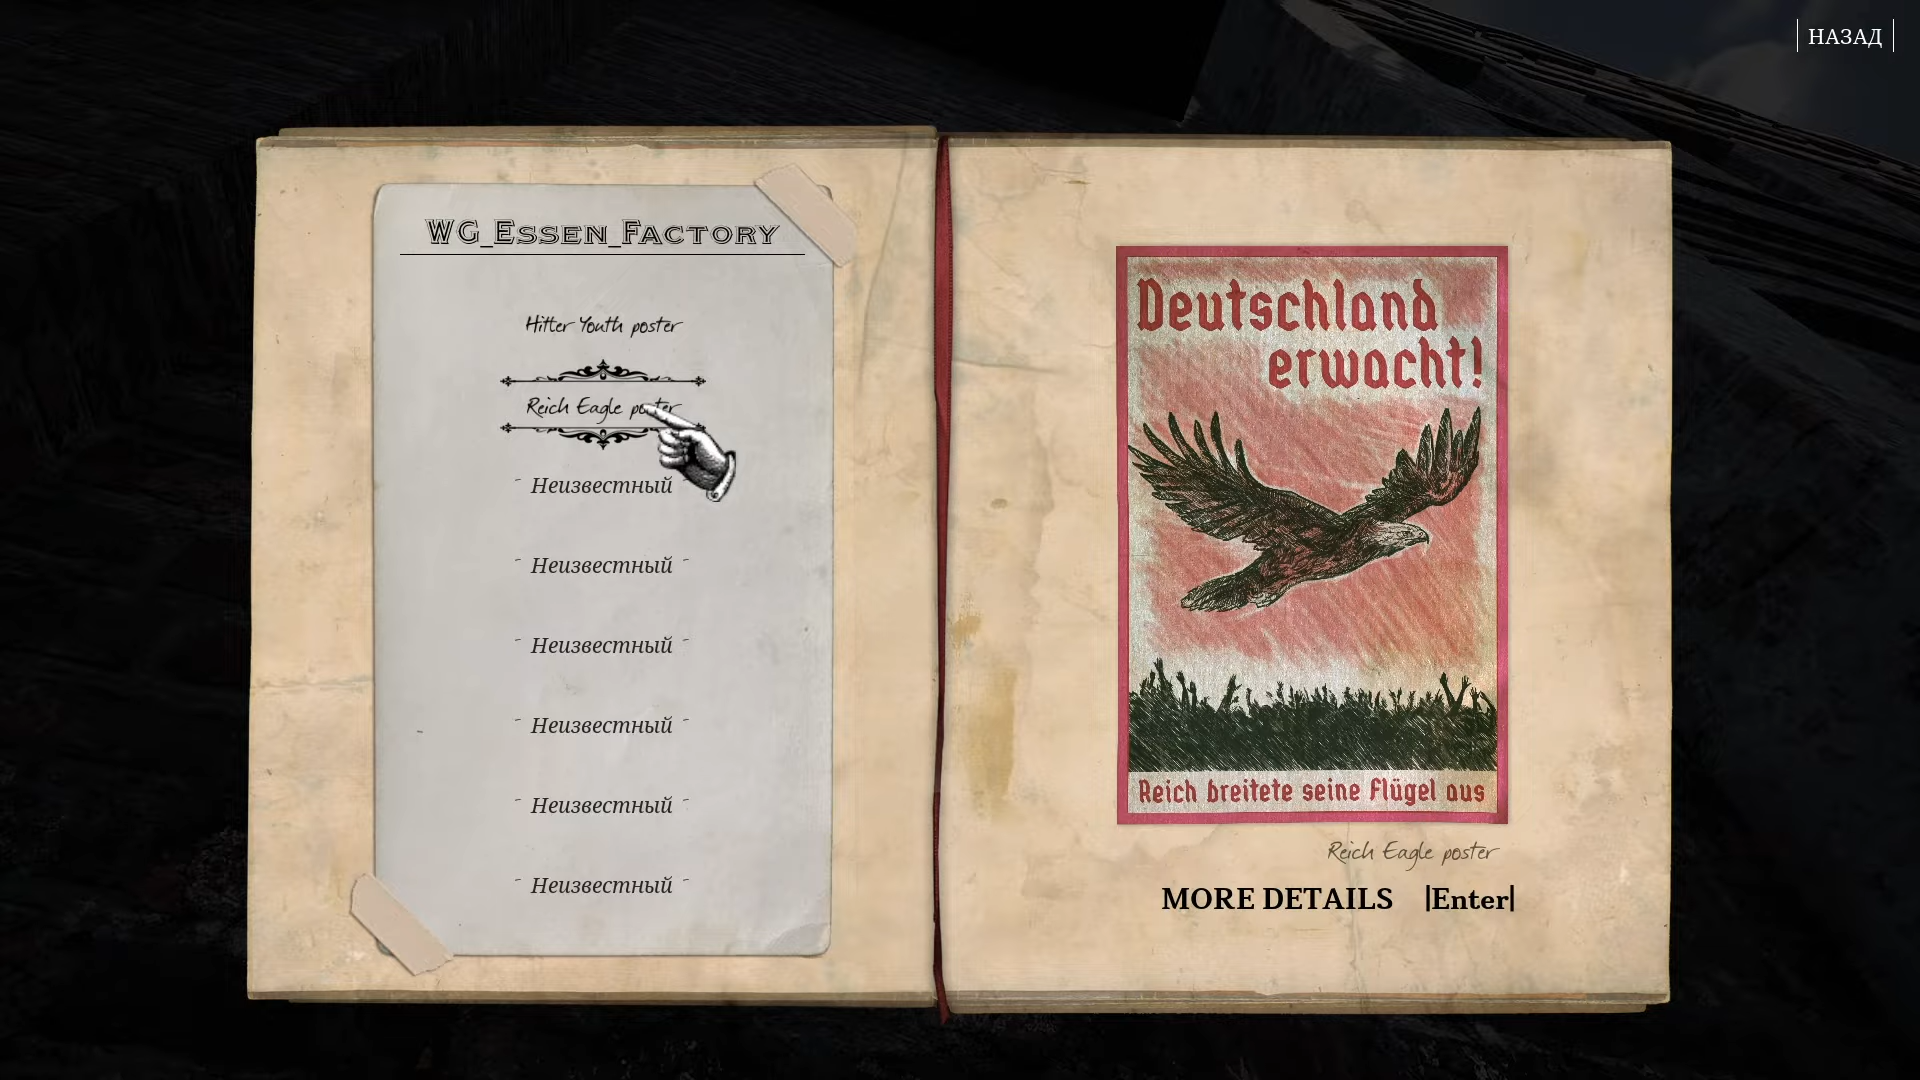 НАЗАД
WG_Essen_Factory
Hitler Youth poster
Reich Eagle poster
- Неизвестный -
- Неизвестный -
- Неизвестный -
- Неизвестный -
- Неизвестный -
- Неизвестный -
Deutschland
erwacht!
Reich breitete seine Flügel aus
Reich Eagle poster
MORE DETAILS |Enter|